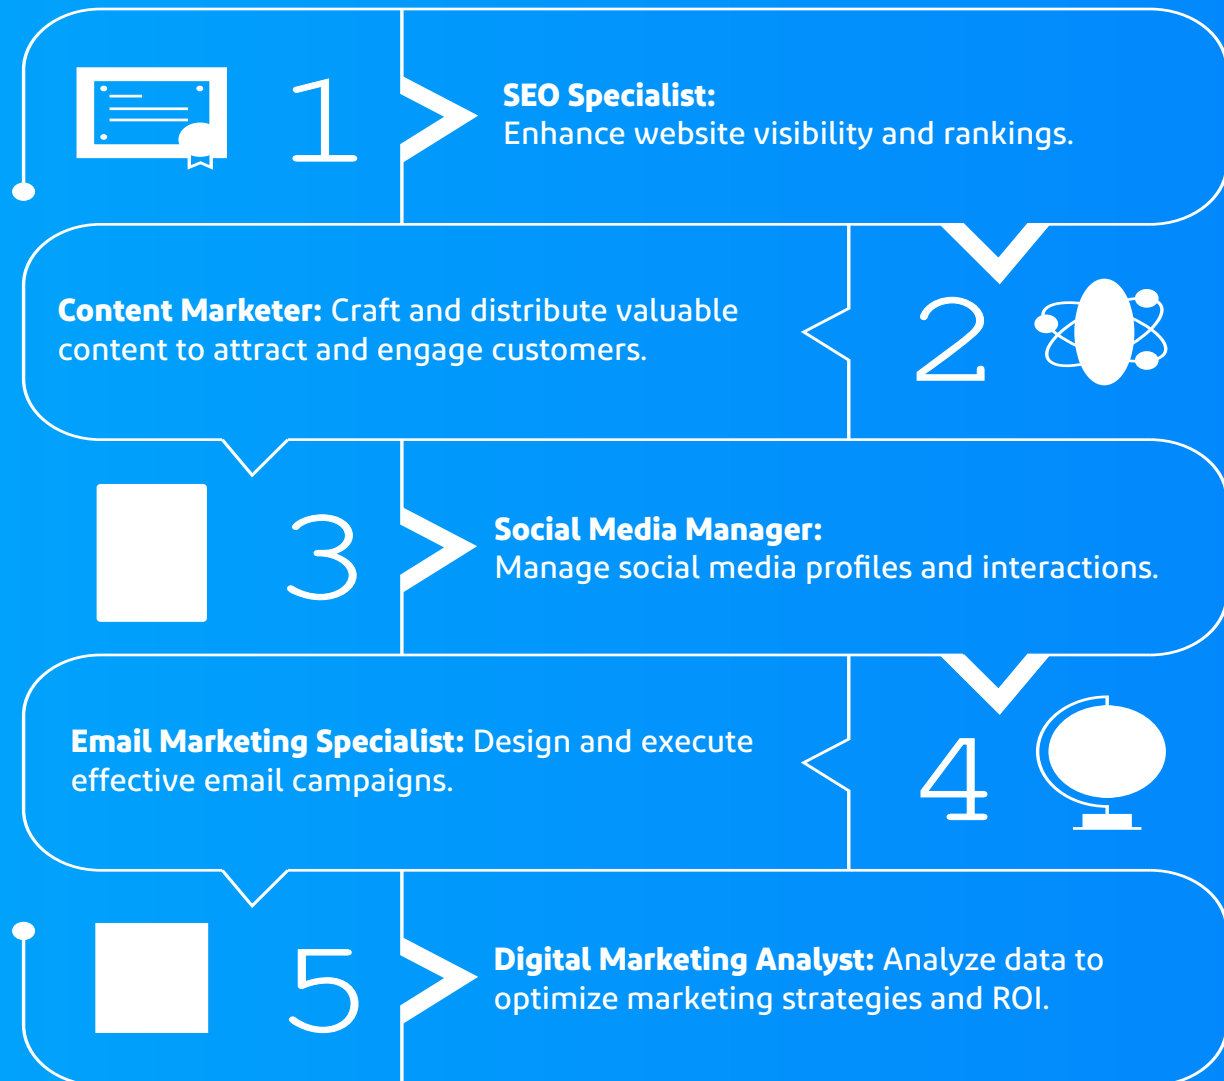 1
SEO Specialist:
Enhance website visibility and rankings.
Content Marketer: Craft and distribute valuable
content to attract and engage customers.
2
3
Social Media Manager:
Manage social media profiles and interactions.
Email Marketing Specialist: Design and execute
effective email campaigns.
4
5
Digital Marketing Analyst: Analyze data to
optimize marketing strategies and ROI.